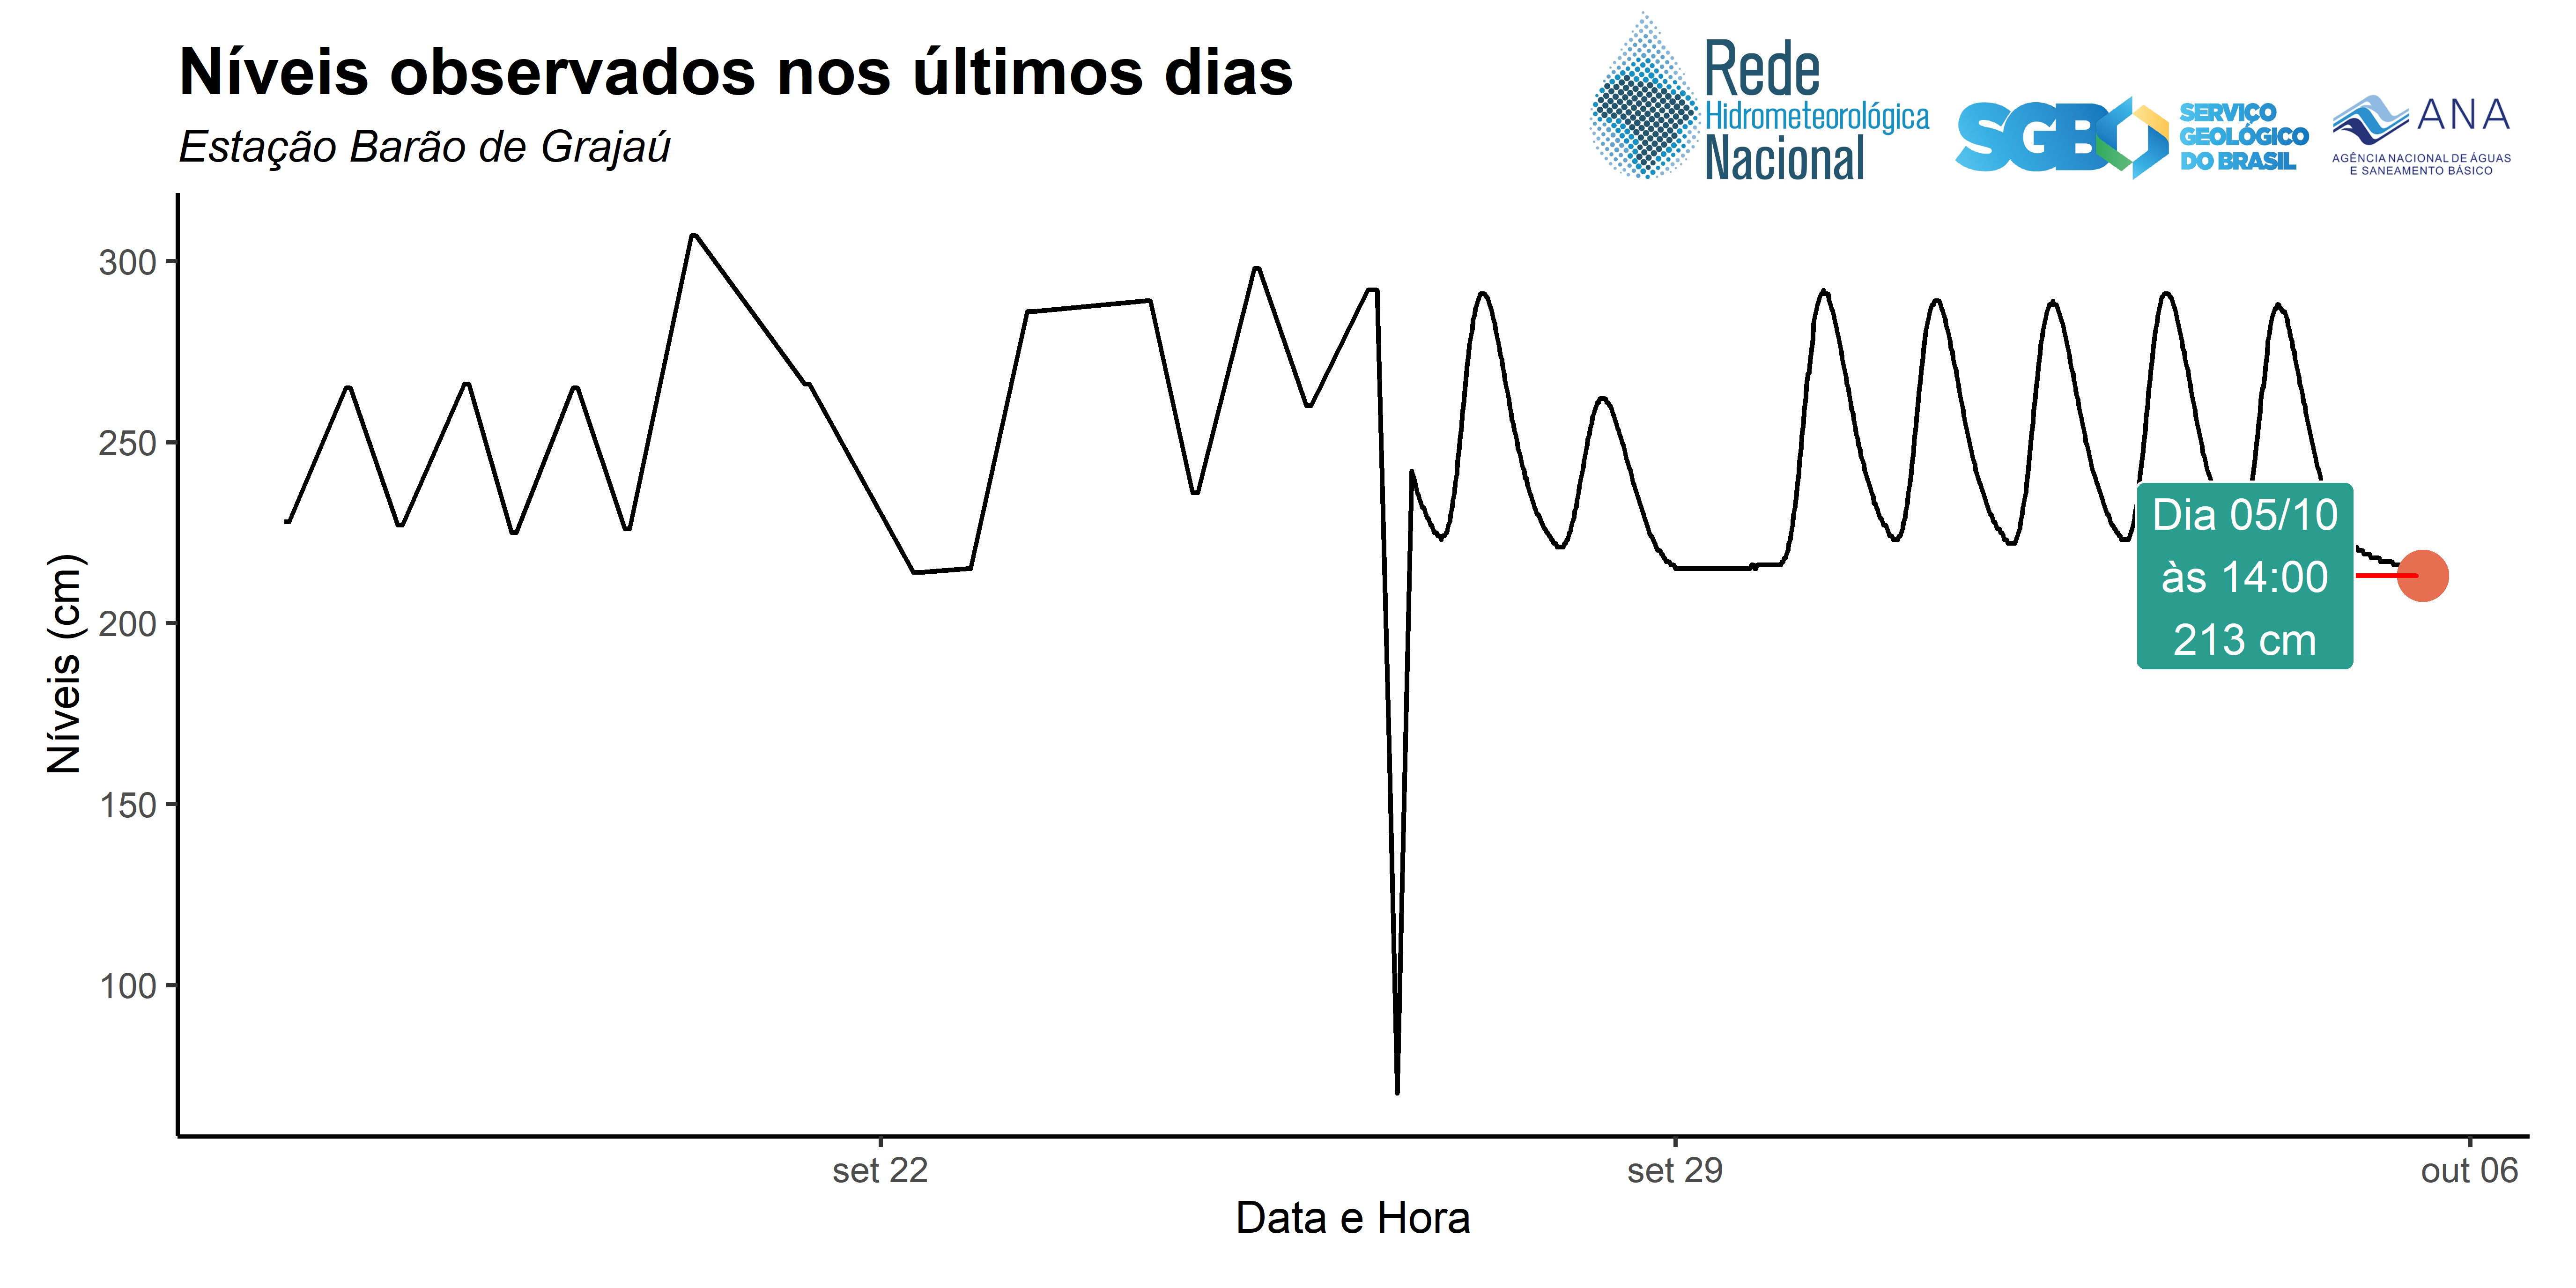 Níveis observados nos últimos dias
Estação Barão de Grajaú
Rede
Hidrometeorológica
Nacional
SGB
SERVIÇO
GEOLÓGICO
DO BRASIL
ANA
AGÊNCIA NACIONAL DE ÁGUAS
E SANEAMENTO BÁSICO
Níveis (cm)
300
250
200
150
100
Dia 05/10
às 14:00
213 cm
set 22
set 29
out 06
Data e Hora